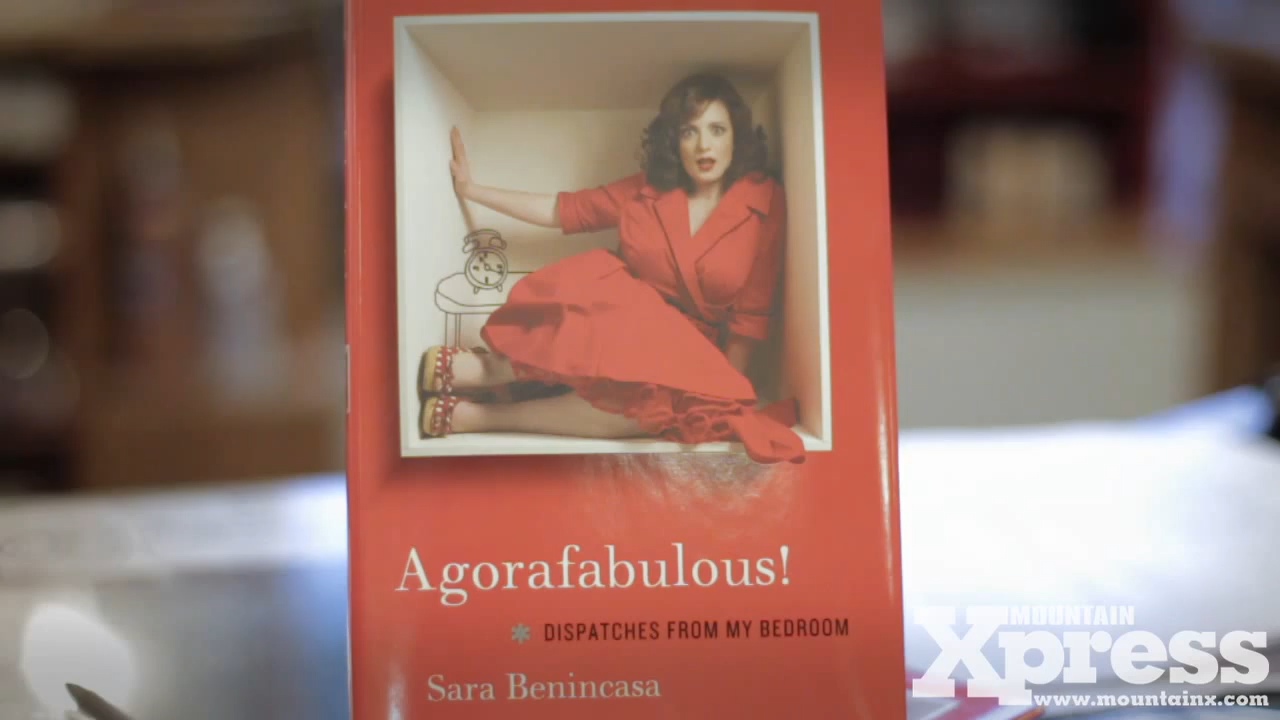 Agorafabulous!
* DISPATCHES FROM MY BEDROOM
Sara Benincasa
MOUNTAIN
Xpress
www.mountainx.com